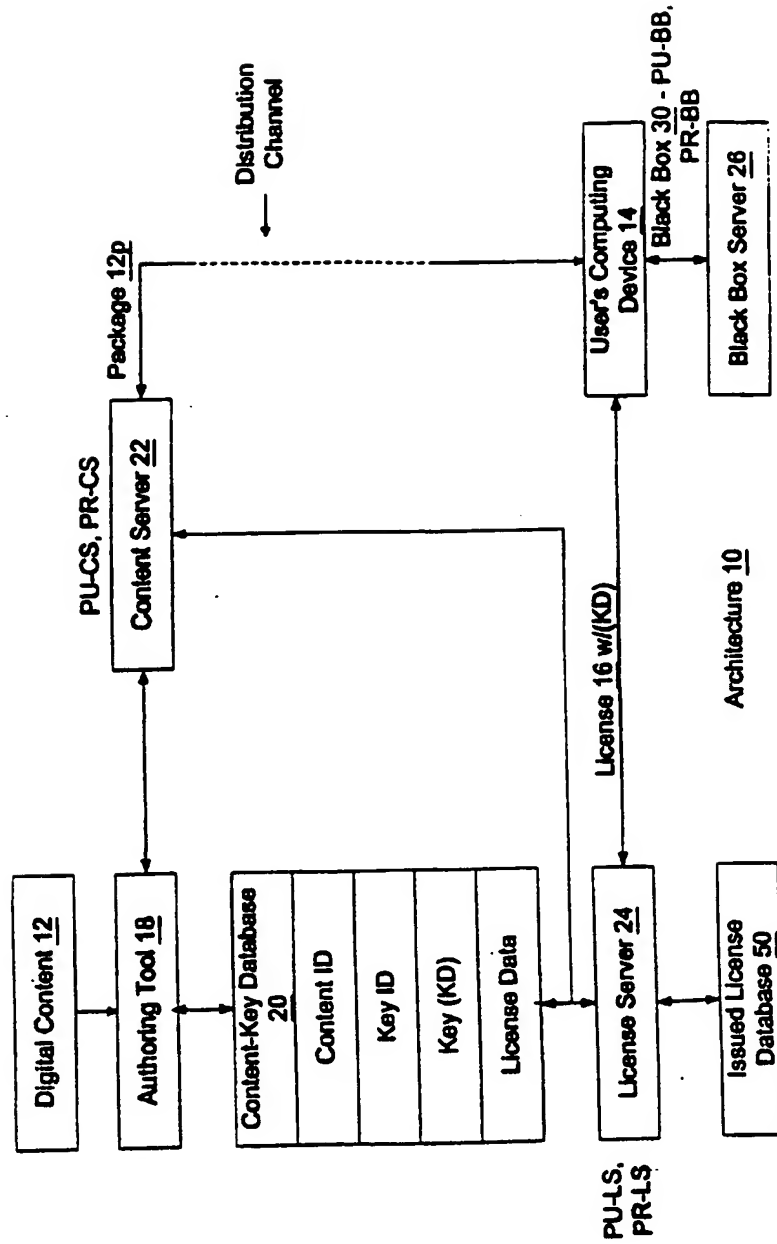 Digital Content 12
Authoring Tool 18
Content-Key Database
20
Content ID
Key ID
Key (KD)
License Data
PU-LS,
PR-LS
License Server 24
Issued License
Database 50
PU-CS, PR-CS
Content Server 22
Package 12p
Distribution
Channel
License 16 w/(KD)
Architecture 10
User's Computing
Device 14
Black Box 30 - PU-BB,
PR-BB
Black Box Server 26